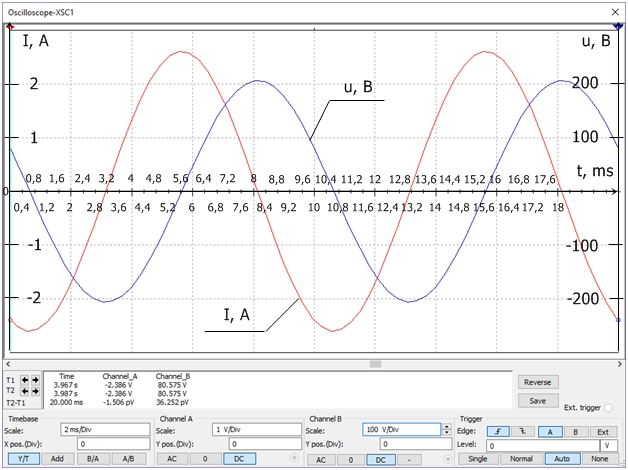 Oscilloscope-XSC1
I, A u, B
2 200
u, B
1 100
t, ms
0,8 1,6 2,4 3,2 4 4,8 5,6 6,4 7,2 8 8,8 9,6 10,4 11,2 12 12,8 13,6 14,4 15,2 16 16,8 17,6
0 0
0,4 1,2 2 2,8 3,6 4,4 5,2 6 6,8 7,6 8,4 9,2 10 10,8 11,6 12,4 13,2 14 14,8 15,6 16,4 17,2 18
-1 -100
-2 -200
I, A
Time Channel_A Channel_B
T1 3.967 s -2.386 V 80.575 V
T2 3.987 s -2.386 V 80.575 V
T2-T1 20.000 ms -1.506 pV 36.252 pV
Reverse
Save
Ext. trigger
Timebase Channel A Channel B Trigger
Scale: 2 ms/Div Scale: 1 V/Div Scale: 100 V/Div Edge: A B Ext
X pos.(Div): 0 Y pos.(Div): 0 Y pos.(Div): 0 Level: 0 V
Y/T Add B/A A/B AC 0 DC AC 0 DC - Single Normal Auto None